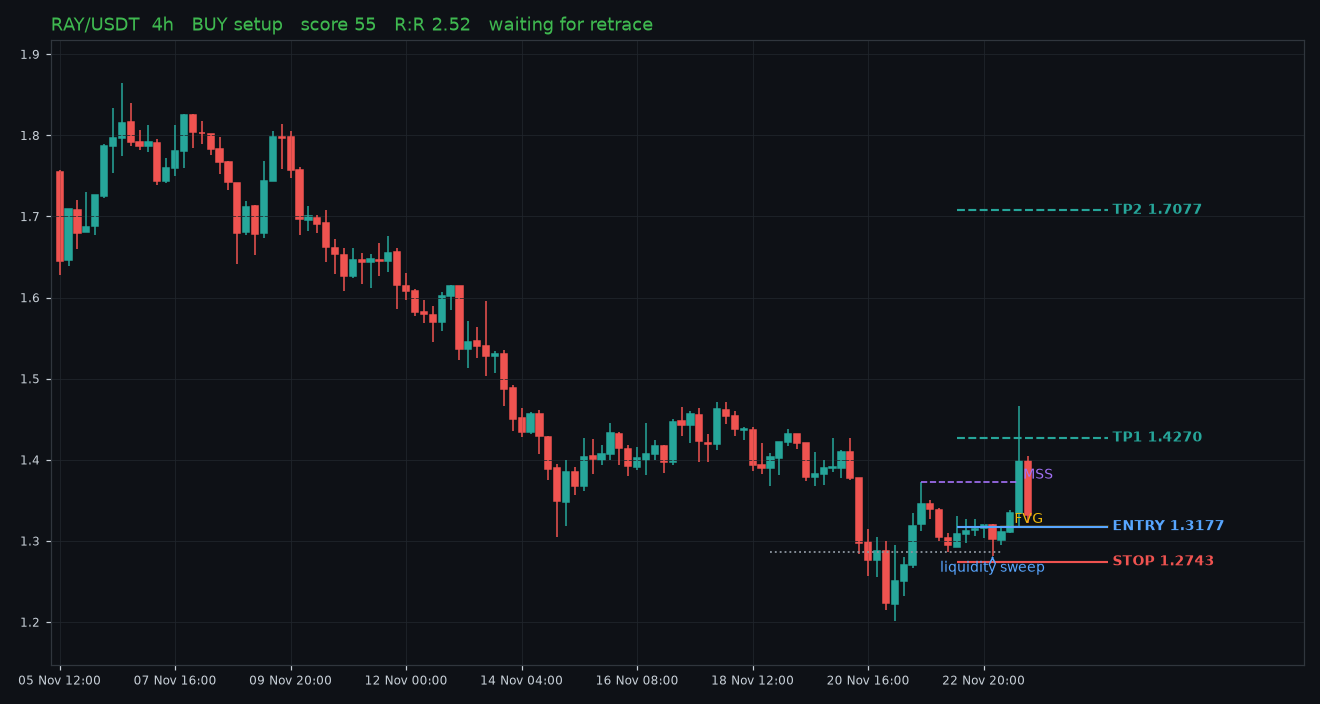 RAY/USDT 4h BUY setup score 55 R:R 2.52 waiting for retrace
1.9
1.8
1.7
1.6
1.5
1.4
1.3
1.2
TP2 1.7077
TP1 1.4270
MSS
FVG
ENTRY 1.3177
STOP 1.2743
liquidity sweep
05 Nov 12:00
07 Nov 16:00
09 Nov 20:00
12 Nov 00:00
14 Nov 04:00
16 Nov 08:00
18 Nov 12:00
20 Nov 16:00
22 Nov 20:00